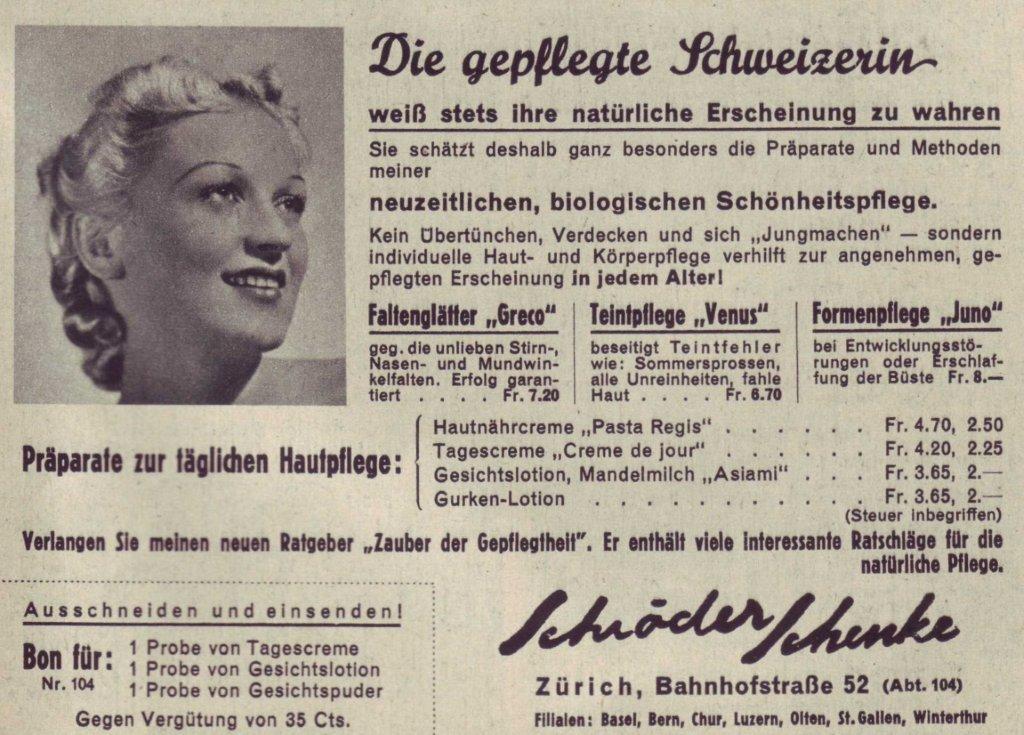 Die gepflegte Schweizerin
weiß stets ihre natürliche Erscheinung zu wahren
Sie schätzt deshalb ganz besonders die Präparate und Methoden
meiner
neuzeitlichen, biologischen Schönheitspflege.
Kein Übertünchen, Verdecken und sich „Jungmachen“ — sondern
individuelle Haut- und Körperpflege verhilft zur angenehmen, ge-
pflegten Erscheinung in jedem Alter!
Faltenglätter „Greco“
geg. die unlieben Stirn-,
Nasen- und Mundwin-
kelfalten. Erfolg garan-
tiert . . . . Fr. 7.20
Teintpflege „Venus“
beseitigt Teintfehler
wie: Sommersprossen,
alle Unreinheiten, fahle
Haut . . . . Fr. 6.70
Formenpflege „Juno“
bei Entwicklungsstö-
rungen oder Erschlaf-
fung der Büste Fr. 8.—
Präparate zur täglichen Hautpflege:
Hautnährcreme „Pasta Regis“ . . . . . . Fr. 4.70, 2.50
Tagescreme „Creme de jour“ . . . . . . Fr. 4.20, 2.25
Gesichtslotion, Mandelmilch „Asiami“ . . . Fr. 3.65, 2.—
Gurken-Lotion . . . . . . . . . . Fr. 3.65, 2.—
(Steuer inbegriffen)
Verlangen Sie meinen neuen Ratgeber „Zauber der Gepflegtheit”. Er enthält viele interessante Ratschläge für die
natürliche Pflege.
Ausschneiden und einsenden!
Bon für:
Nr. 104
1 Probe von Tagescreme
1 Probe von Gesichtslotion
1 Probe von Gesichtspuder
Gegen Vergütung von 35 Cts.
Schröder Schenke
Zürich, Bahnhofstraße 52 (Abt. 104)
Filialen: Basel, Bern, Chur, Luzern, Olten, St. Gallen, Winterthur